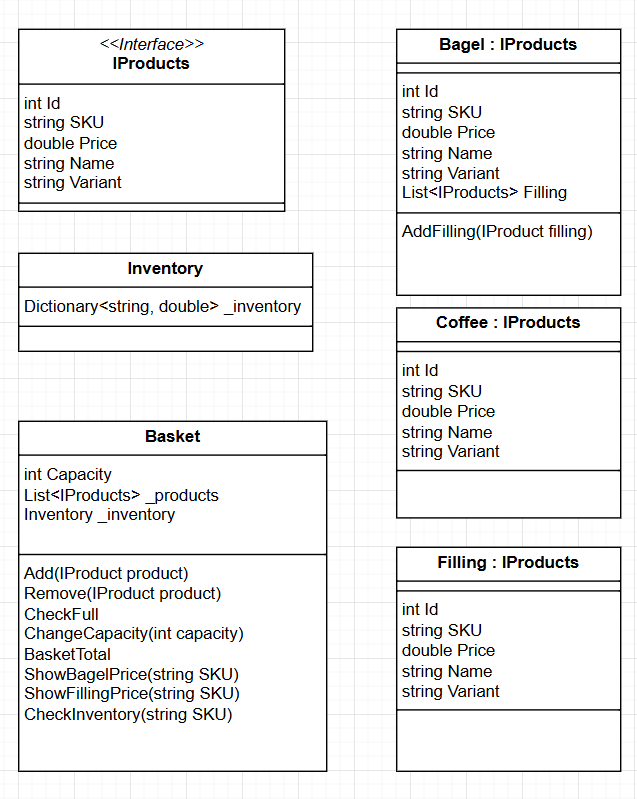 <<Interface>>
IProducts
int Id
string SKU
double Price
string Name
string Variant
Inventory
Dictionary<string, double> _inventory
Basket
int Capacity
List<IProducts> _products
Inventory _inventory
Add(IProduct product)
Remove(IProduct product)
CheckFull
ChangeCapacity(int capacity)
BasketTotal
ShowBagelPrice(string SKU)
ShowFillingPrice(string SKU)
CheckInventory(string SKU)
Bagel : IProducts
int Id
string SKU
double Price
string Name
string Variant
List<IProducts> Filling
AddFilling(IProduct filling)
Coffee : IProducts
int Id
string SKU
double Price
string Name
string Variant
Filling : IProducts
int Id
string SKU
double Price
string Name
string Variant